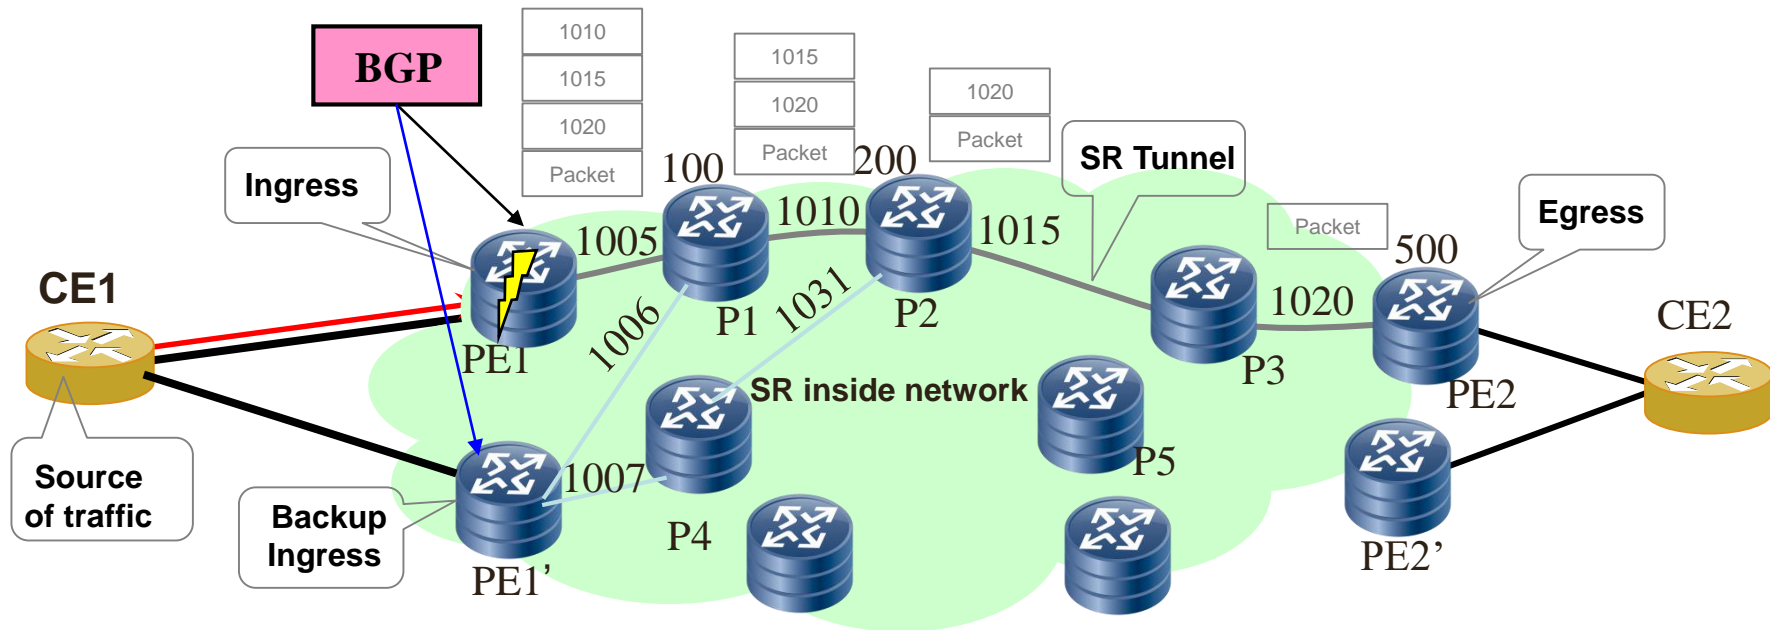 1010
1015
1020
Packet
1015
1020
Packet
1020
Packet
BGP
Ingress
SR Tunnel
Egress
Packet
100
200
500
1005
1010
1015
1020
1006
1031
1007
CE1
PE1
P1
P2
P3
PE2
CE2
SR inside network
P5
P4
PE1’
PE2’
Source
of traffic
Backup
Ingress